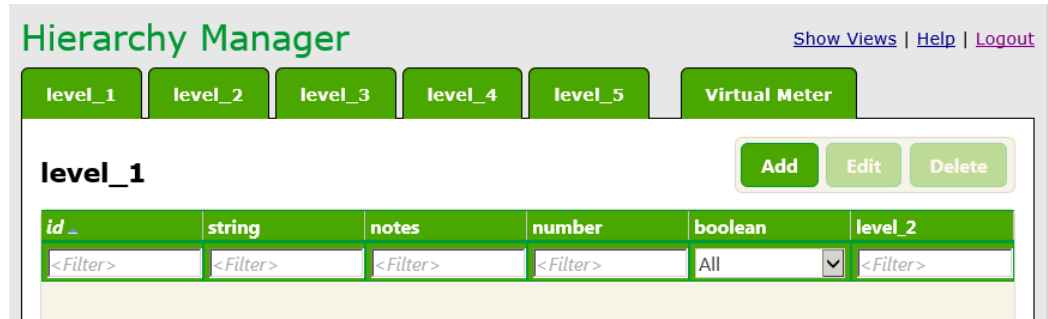 Hierarchy Manager
Show Views | Help | Logout
level_1 level_2 level_3 level_4 level_5 Virtual Meter
level_1
Add Edit Delete
id string notes number boolean level_2
<Filter> <Filter> <Filter> <Filter> All <Filter>